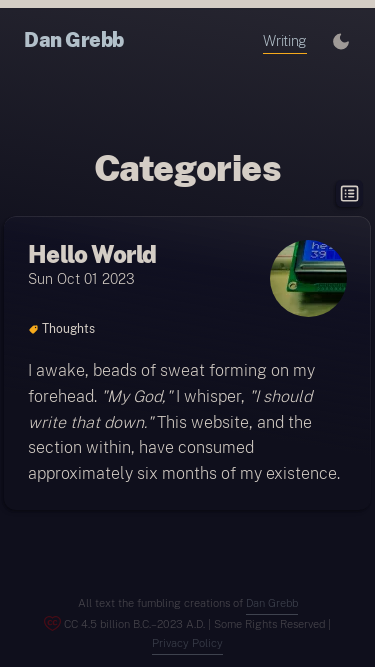 Dan Grebb
Writing
Categories
Hello World
Sun Oct 01 2023
hel
39
Thoughts
I awake, beads of sweat forming on my
forehead. "My God," I whisper, "I should
write that down." This website, and the
section within, have consumed
approximately six months of my existence.
All text the fumbling creations of Dan Grebb
CC 4.5 billion B.C.–2023 A.D. | Some Rights Reserved |
Privacy Policy